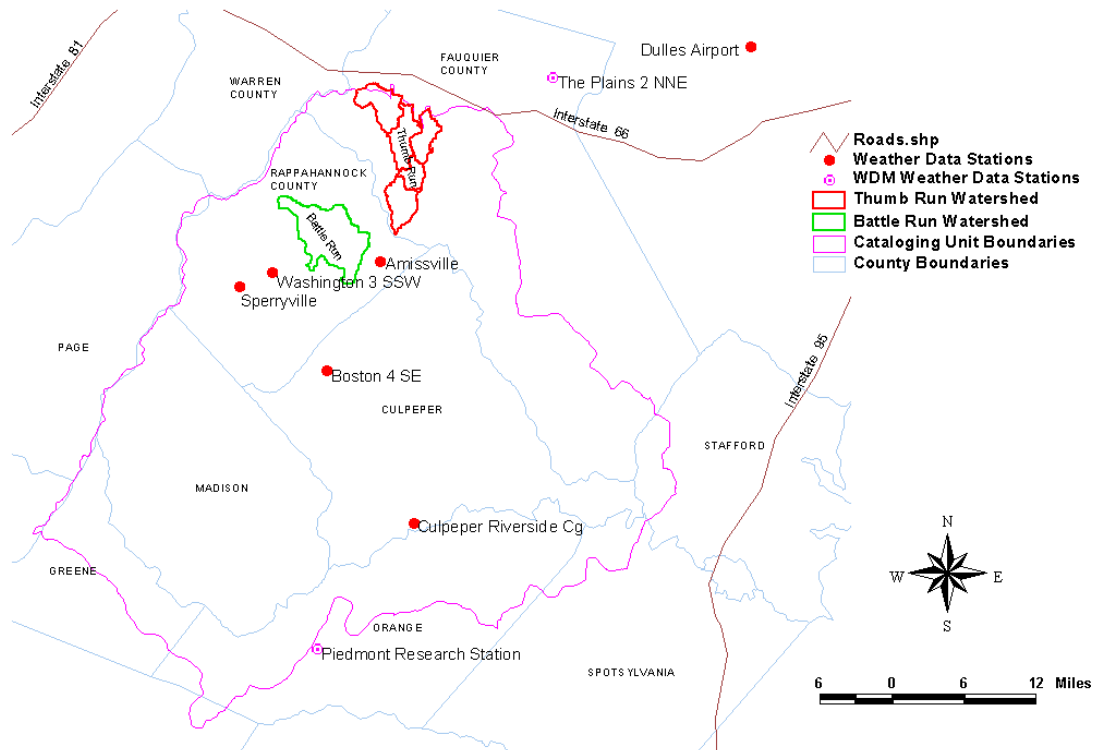 Dulles Airport
Interstate 81
FAUQUIER
COUNTY
WARREN
COUNTY
The Plains 2 NNE
Interstate 66
Thumb Run
RAPPAHANNOCK
COUNTY
Battle Run
Amissville
Washington 3 SSW
Sperryville
PAGE
Boston 4 SE
CULPEPER
Interstate 95
STAFFORD
MADISON
Culpeper Riverside Cg
GREENE
ORANGE
Piedmont Research Station
SPOTSYLVANIA
Roads.shp
Weather Data Stations
WDM Weather Data Stations
Thumb Run Watershed
Battle Run Watershed
Cataloging Unit Boundaries
County Boundaries
N
W E
S
6 0 6 12 Miles